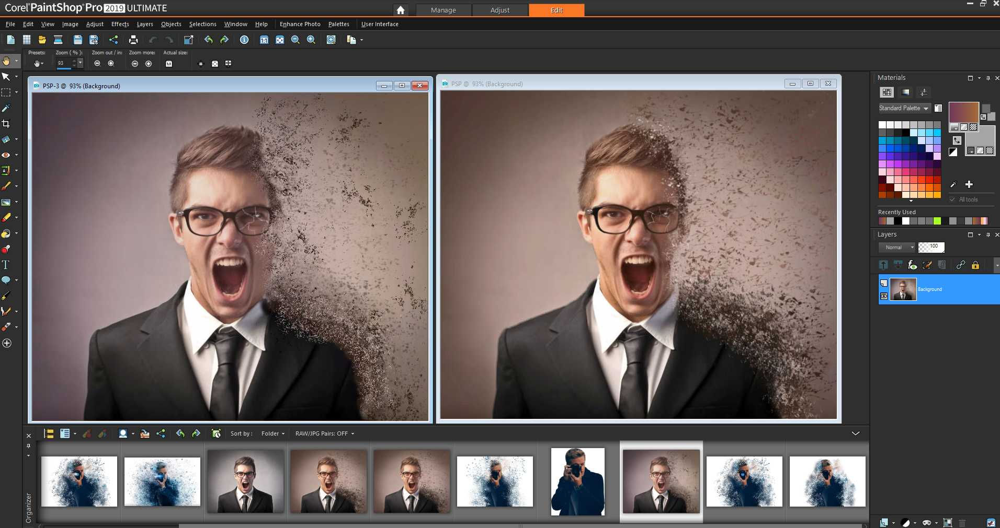 Corel PaintShop Pro 2019 ULTIMATE
Manage Adjust Edit
File Edit View Image Adjust Effects Layers Objects Selections Window Help Enhance Photo Palettes User Interface
Presets: Zoom ( % ): Zoom out / in: Zoom more: Actual size:
93
PSP-3 @ 93% (Background)
PSP @ 93% (Background)
Materials
Standard Palette
All tools
Recently Used
Layers
Normal 100
Background
Sort by : Folder RAW/JPG Pairs: OFF
Organizer